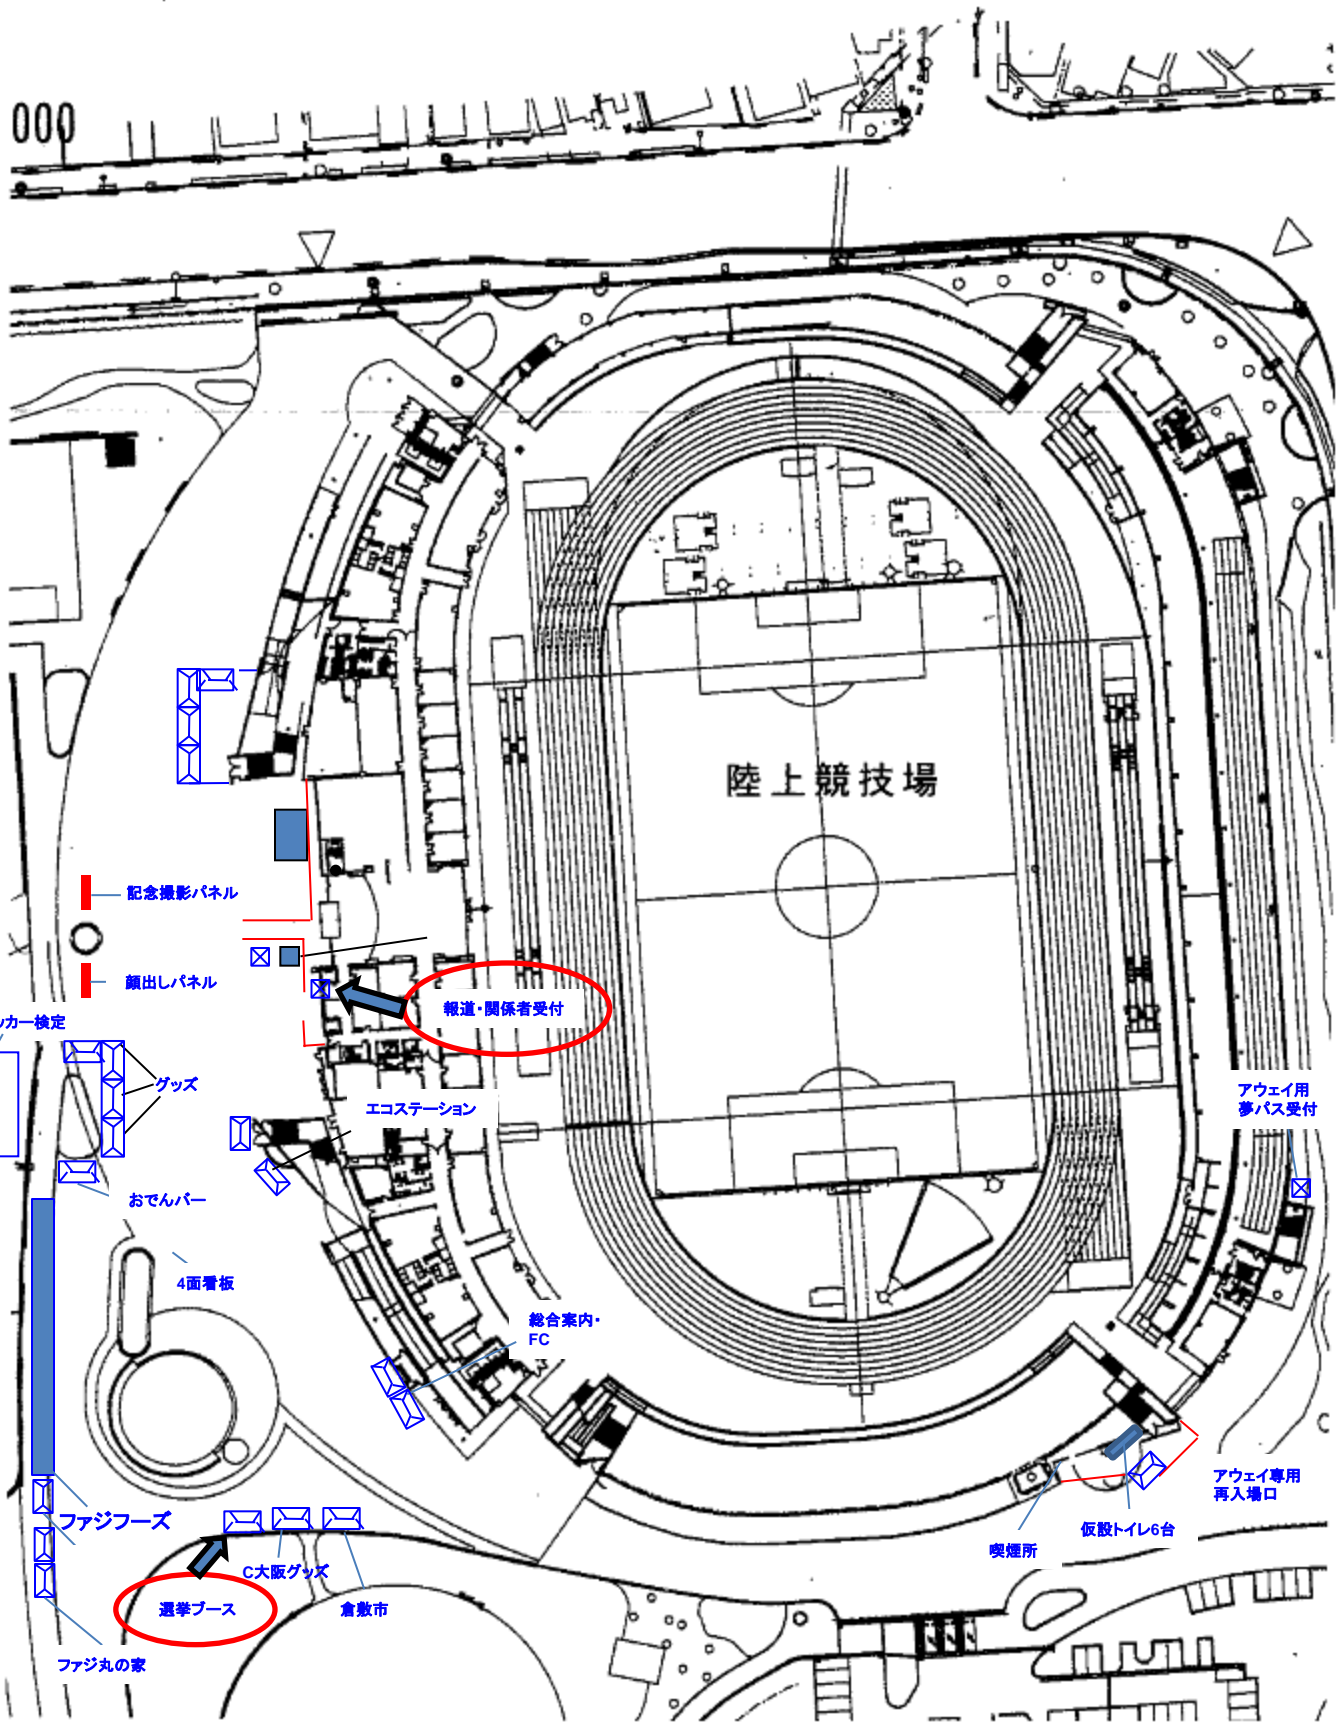 000
陸上競技場
記念撮影パネル
顔出しパネル
報道・関係者受付
ッカー検定
グッズ
エコステーション
アウェイ用
夢パス受付
おでんバー
4面看板
総合案内・
FC
アウェイ専用
再入場口
ファジフーズ
仮設トイレ6台
喫煙所
C大阪グッズ
選挙ブース
倉敷市
ファジ丸の家